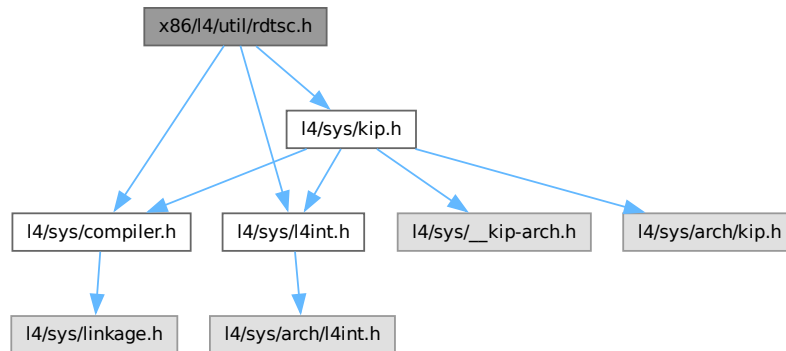 x86/l4/util/rdtsc.h
l4/sys/kip.h
l4/sys/compiler.h
l4/sys/l4int.h
l4/sys/__kip-arch.h
l4/sys/arch/kip.h
l4/sys/linkage.h
l4/sys/arch/l4int.h